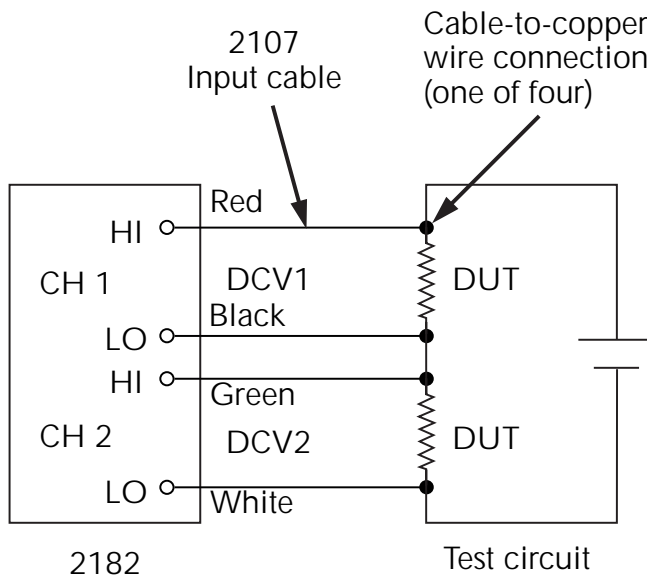 2107
Input cable
Cable-to-copper
wire connection
(one of four)
Red
HI
CH 1
DCV1
DUT
Black
LO
HI
Green
CH 2
DCV2
DUT
LO
White
2182
Test circuit